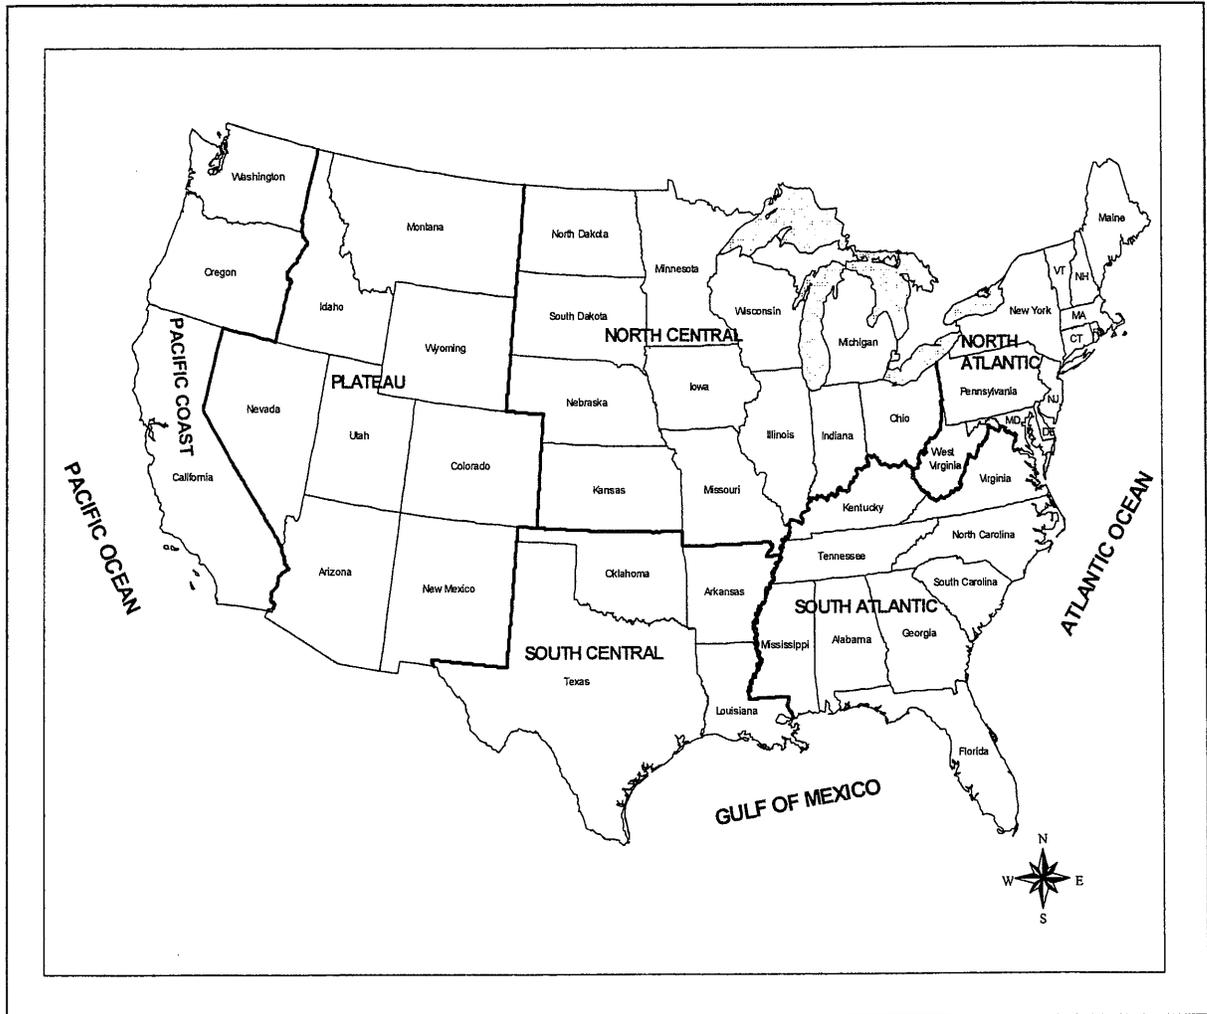 Washington
Maine
Montana
North Dakota
Minnesota
Oregon
VT
NH
Idaho
South Dakota
Wisconsin
New York
MA
PACIFIC COAST
NORTH CENTRAL
Michigan
NORTH
ATLANTIC
CT
Wyoming
PLATEAU
Iowa
Pennsylvania
NJ
Nevada
Nebraska
Utah
Illinois
Indiana
Ohio
MD
DE
West
Virginia
Colorado
California
Kansas
Missouri
Virginia
Kentucky
PACIFIC OCEAN
ATLANTIC OCEAN
North Carolina
Tennessee
Arizona
New Mexico
Oklahoma
Arkansas
South Carolina
SOUTH ATLANTIC
Mississippi
Alabama
Georgia
SOUTH CENTRAL
Texas
Louisiana
Florida
GULF OF MEXICO
N
W
E
S